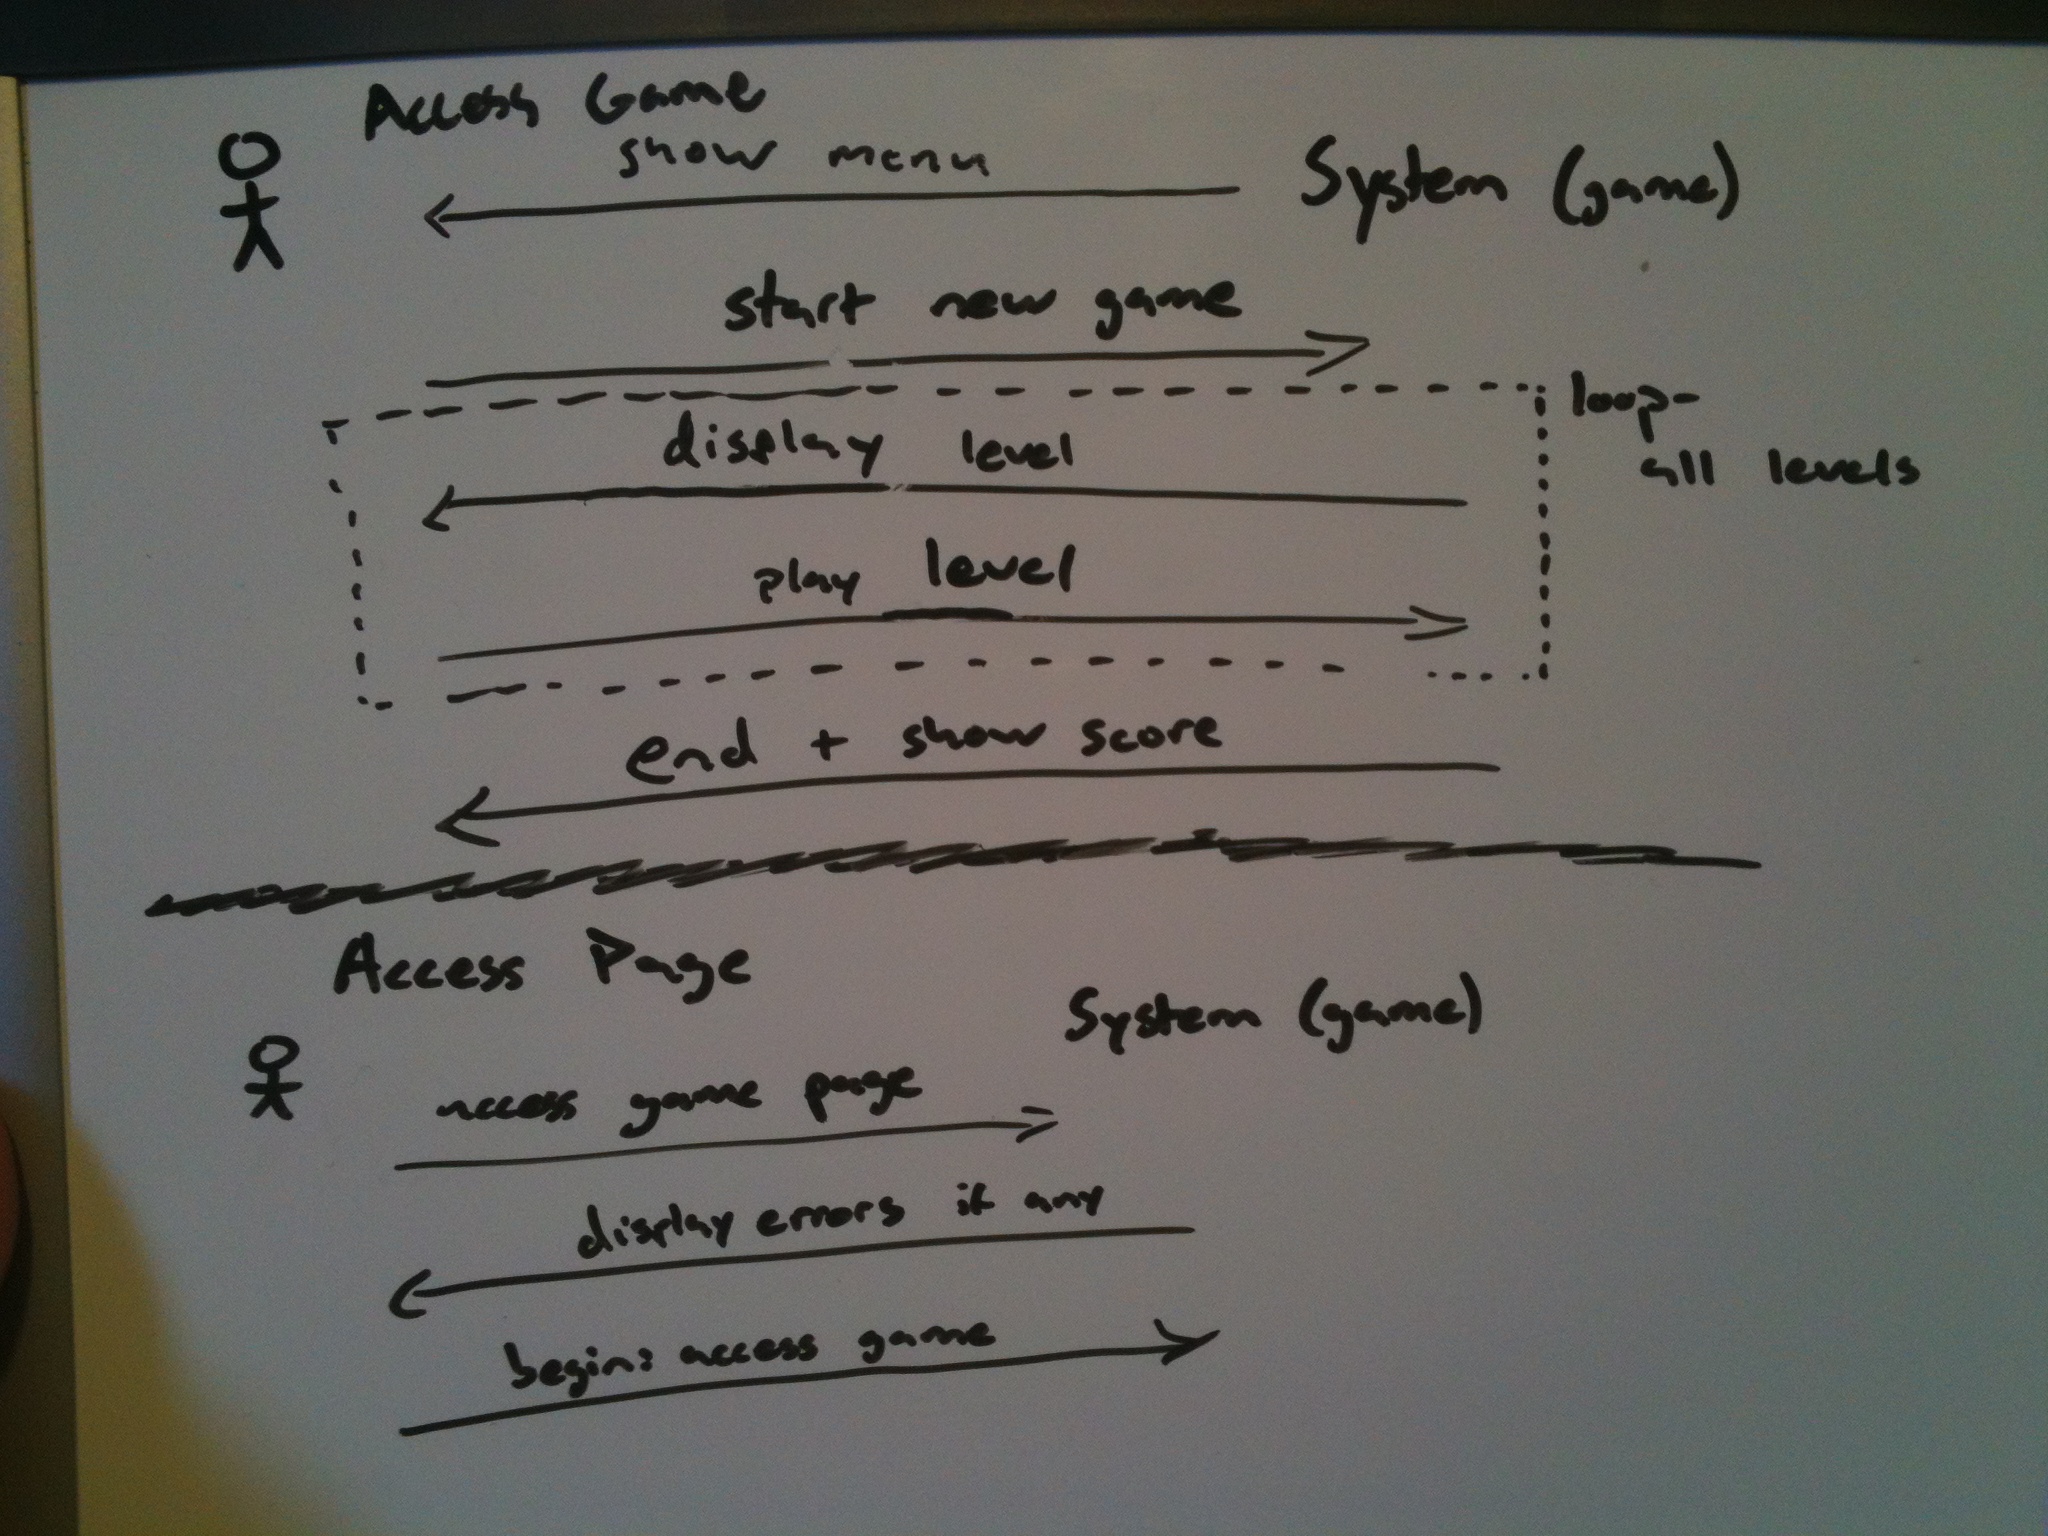 Access Game
show menu
System (game)
start new game
loop-
all levels
display level
play level
end + show score
Access Page
System (game)
access game page
display errors if any
begin: access game